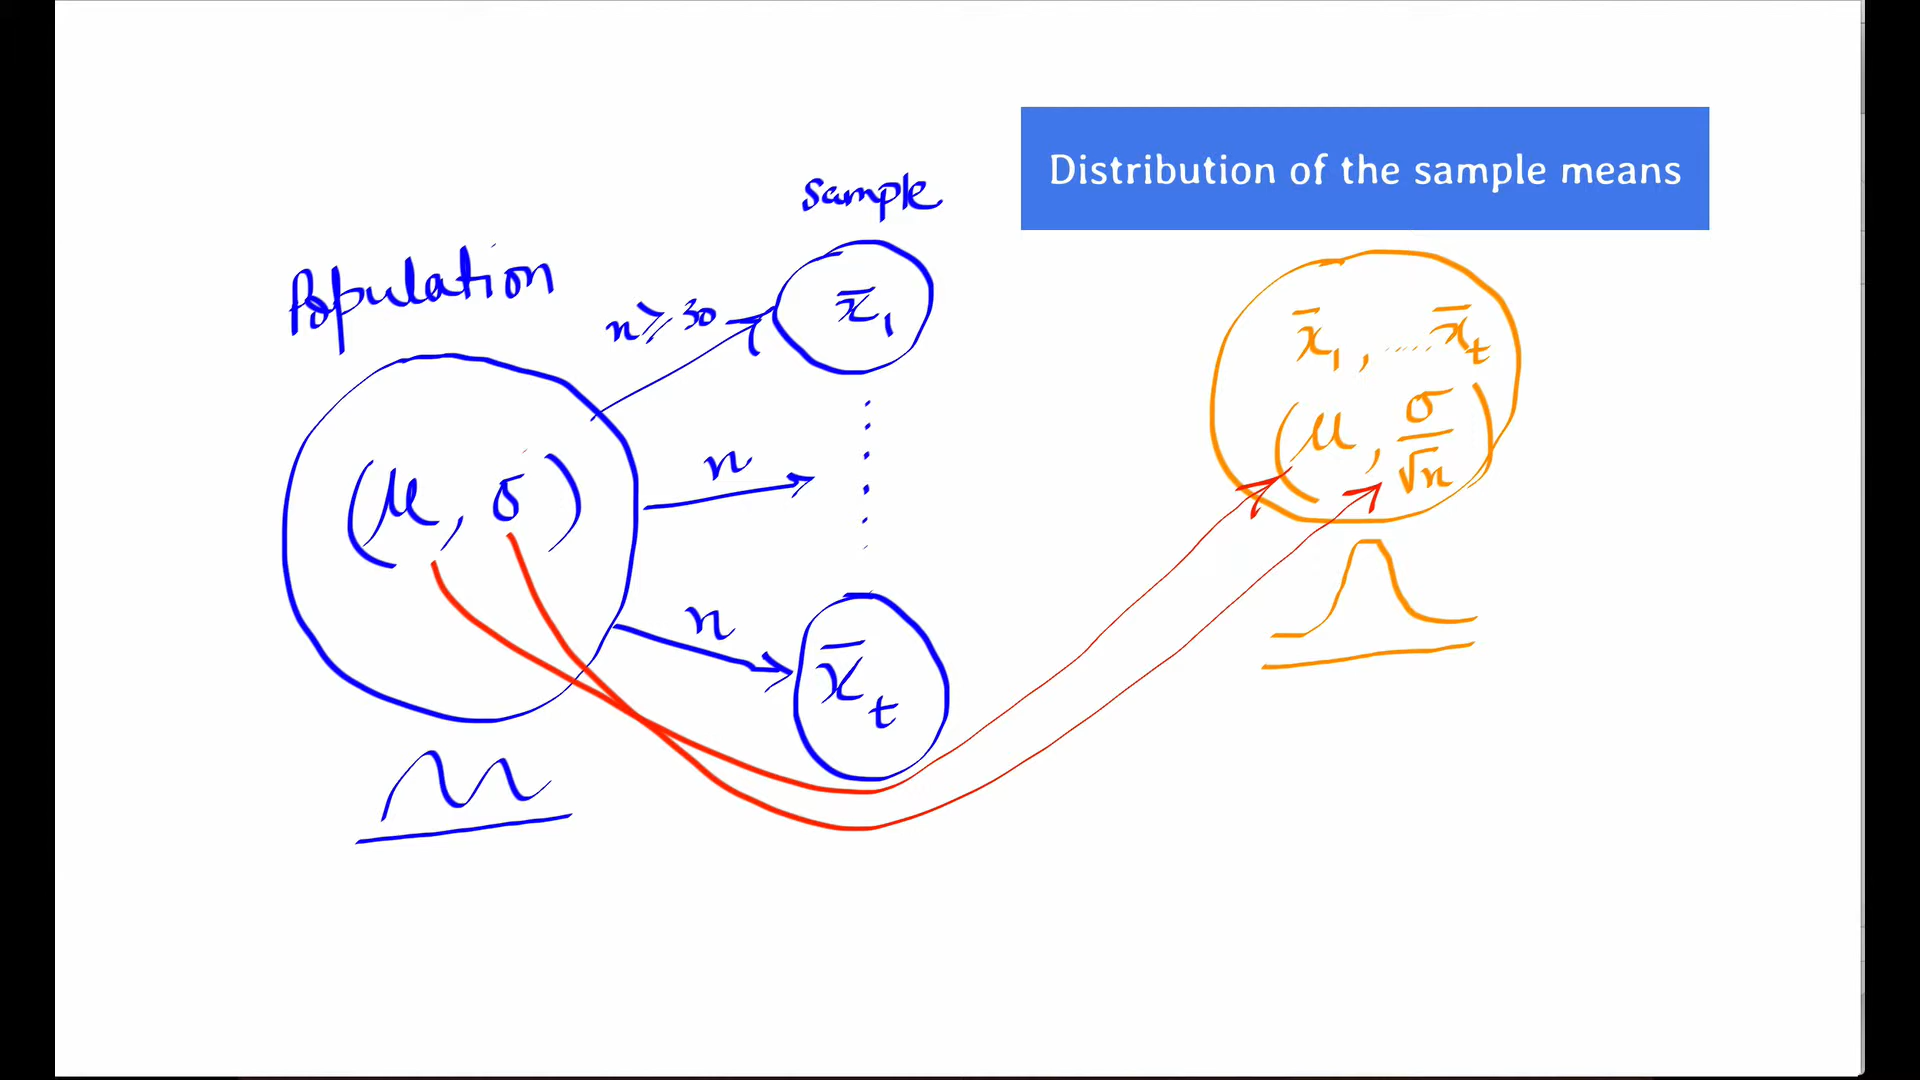 Distribution of the sample means
sample
Population
n ≥ 30
x̄₁
x̄₁, ..... x̄ₜ
(μ, σ/√n)
n
(μ, σ)
n
x̄ₜ